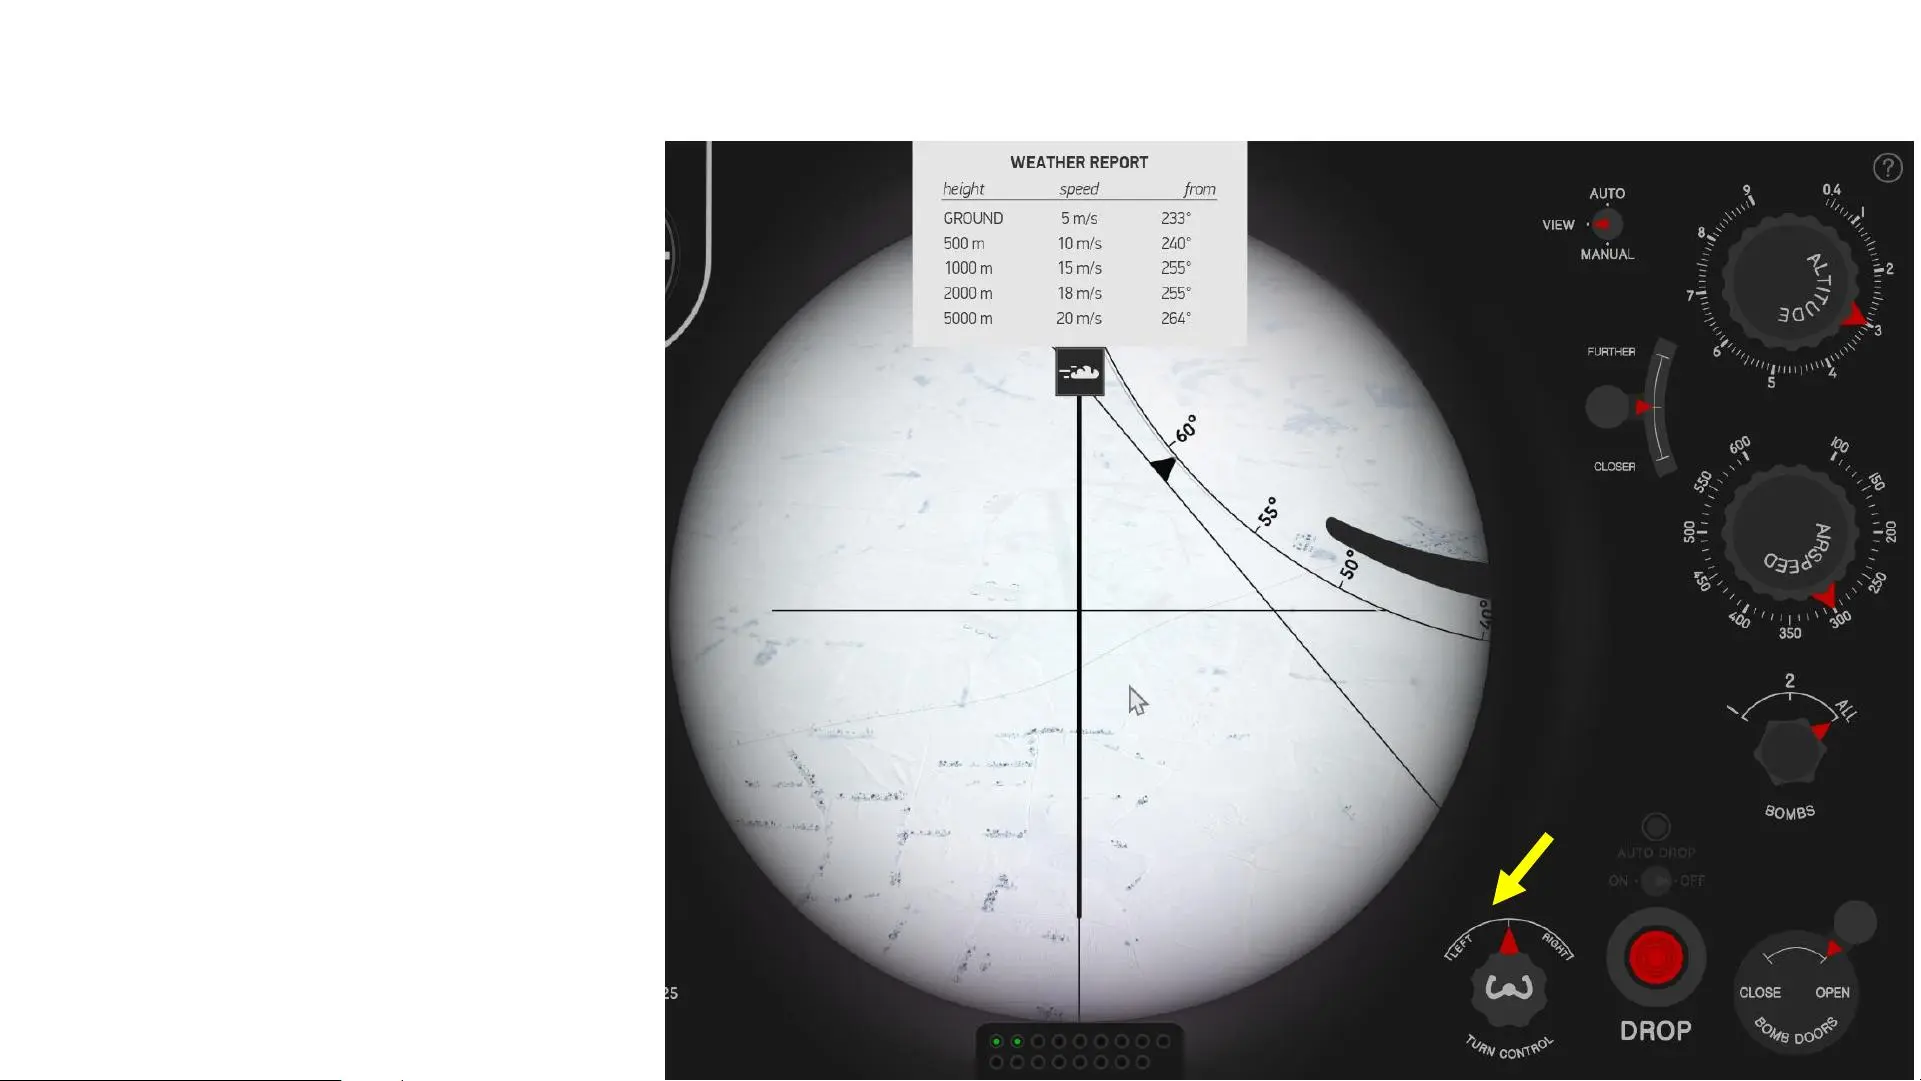 WEATHER REPORT
height speed from
GROUND 5 m/s 233°
500 m 10 m/s 240°
1000 m 15 m/s 255°
2000 m 18 m/s 255°
5000 m 20 m/s 264°
60°
55°
50°
40°
25
?
AUTO
VIEW
MANUAL
0.4 1 2 3 4 5 6 7 8 9
ALTITUDE
FURTHER
CLOSER
100 150 200 250 300 350 400 450 500 550 600
AIRSPEED
1 2 ALL
BOMBS
AUTO DROP
ON OFF
LEFT RIGHT
TURN CONTROL
DROP
CLOSE OPEN
BOMB DOORS